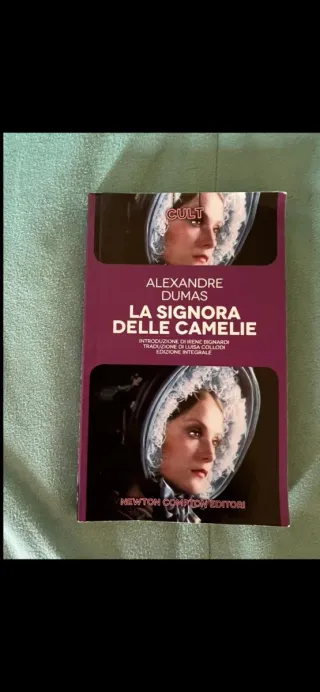 CULT
ALEXANDRE
DUMAS
LA SIGNORA
DELLE CAMELIE
INTRODUZIONE DI IRENE BIGNARDI
TRADUZIONE DI LUISA COLLODI
EDIZIONE INTEGRALE
NEWTON COMPTON EDITORI